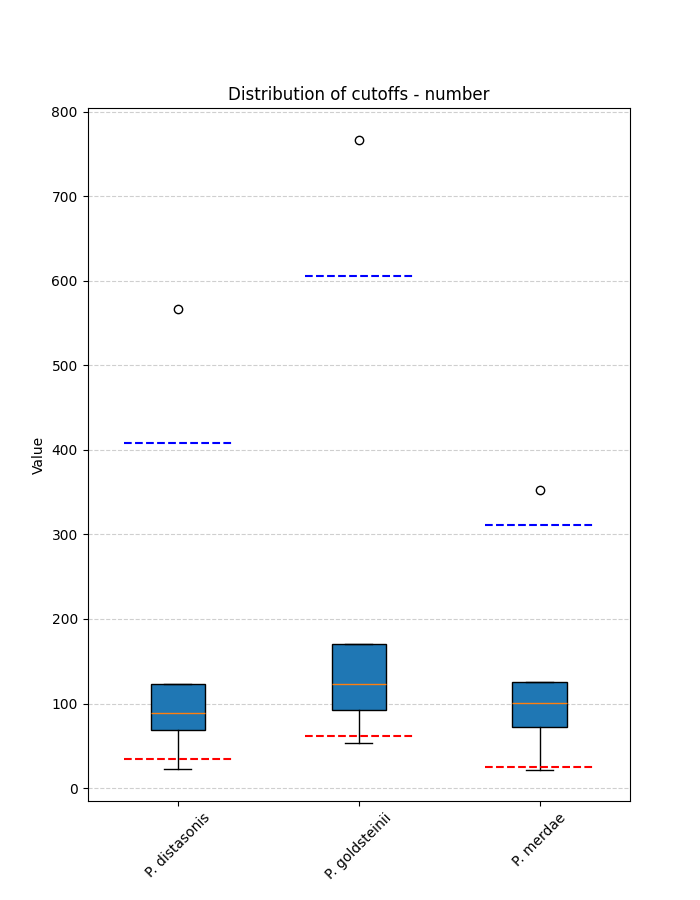 Distribution of cutoffs - number
800
700
600
500
400
300
200
100
0
Value
P. distasonis
P. goldsteinii
P. merdae